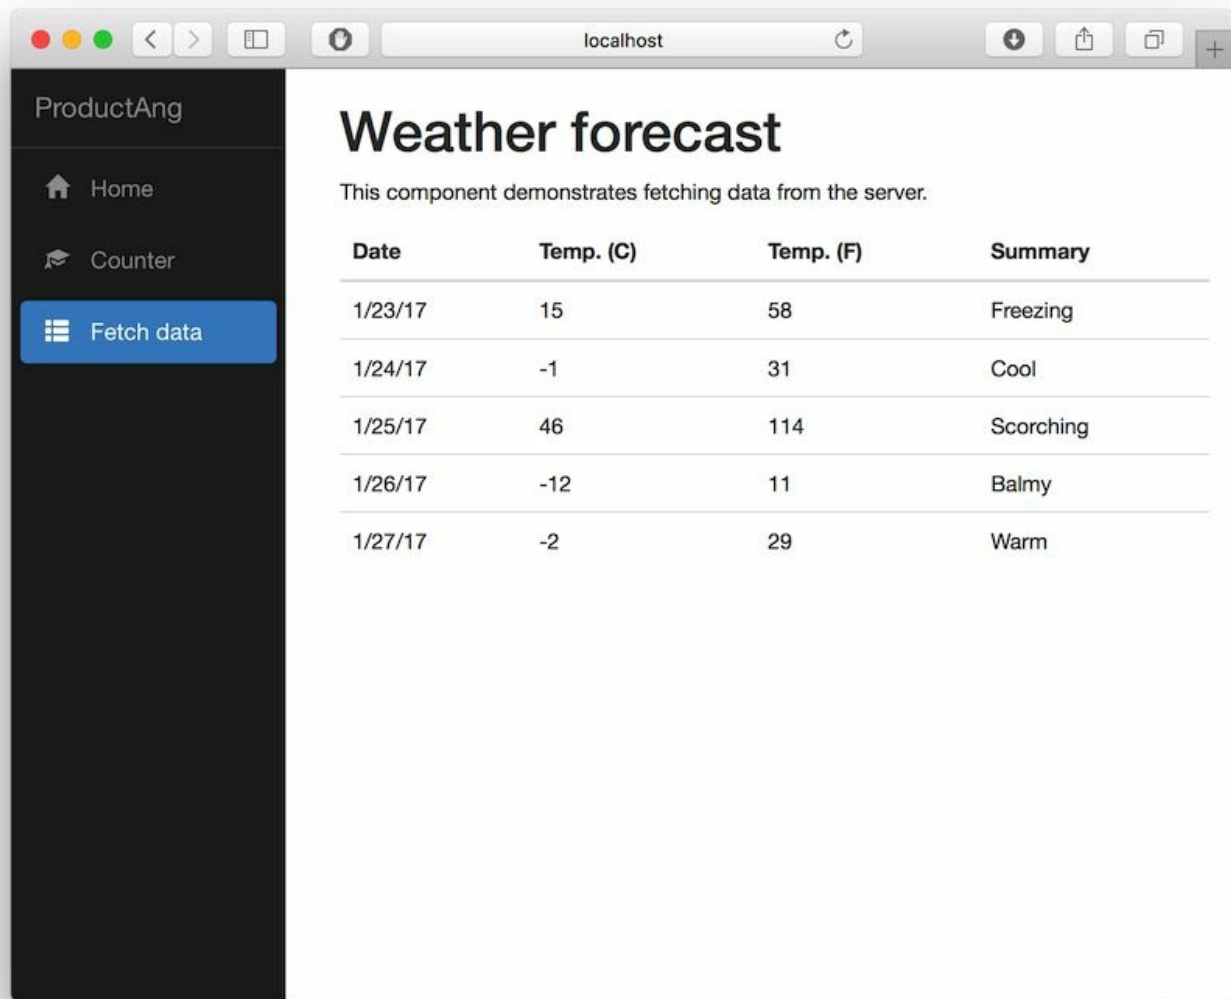 localhost
ProductAng
Home
Counter
Fetch data
Weather forecast
This component demonstrates fetching data from the server.
Date Temp. (C) Temp. (F) Summary
1/23/17 15 58 Freezing
1/24/17 -1 31 Cool
1/25/17 46 114 Scorching
1/26/17 -12 11 Balmy
1/27/17 -2 29 Warm